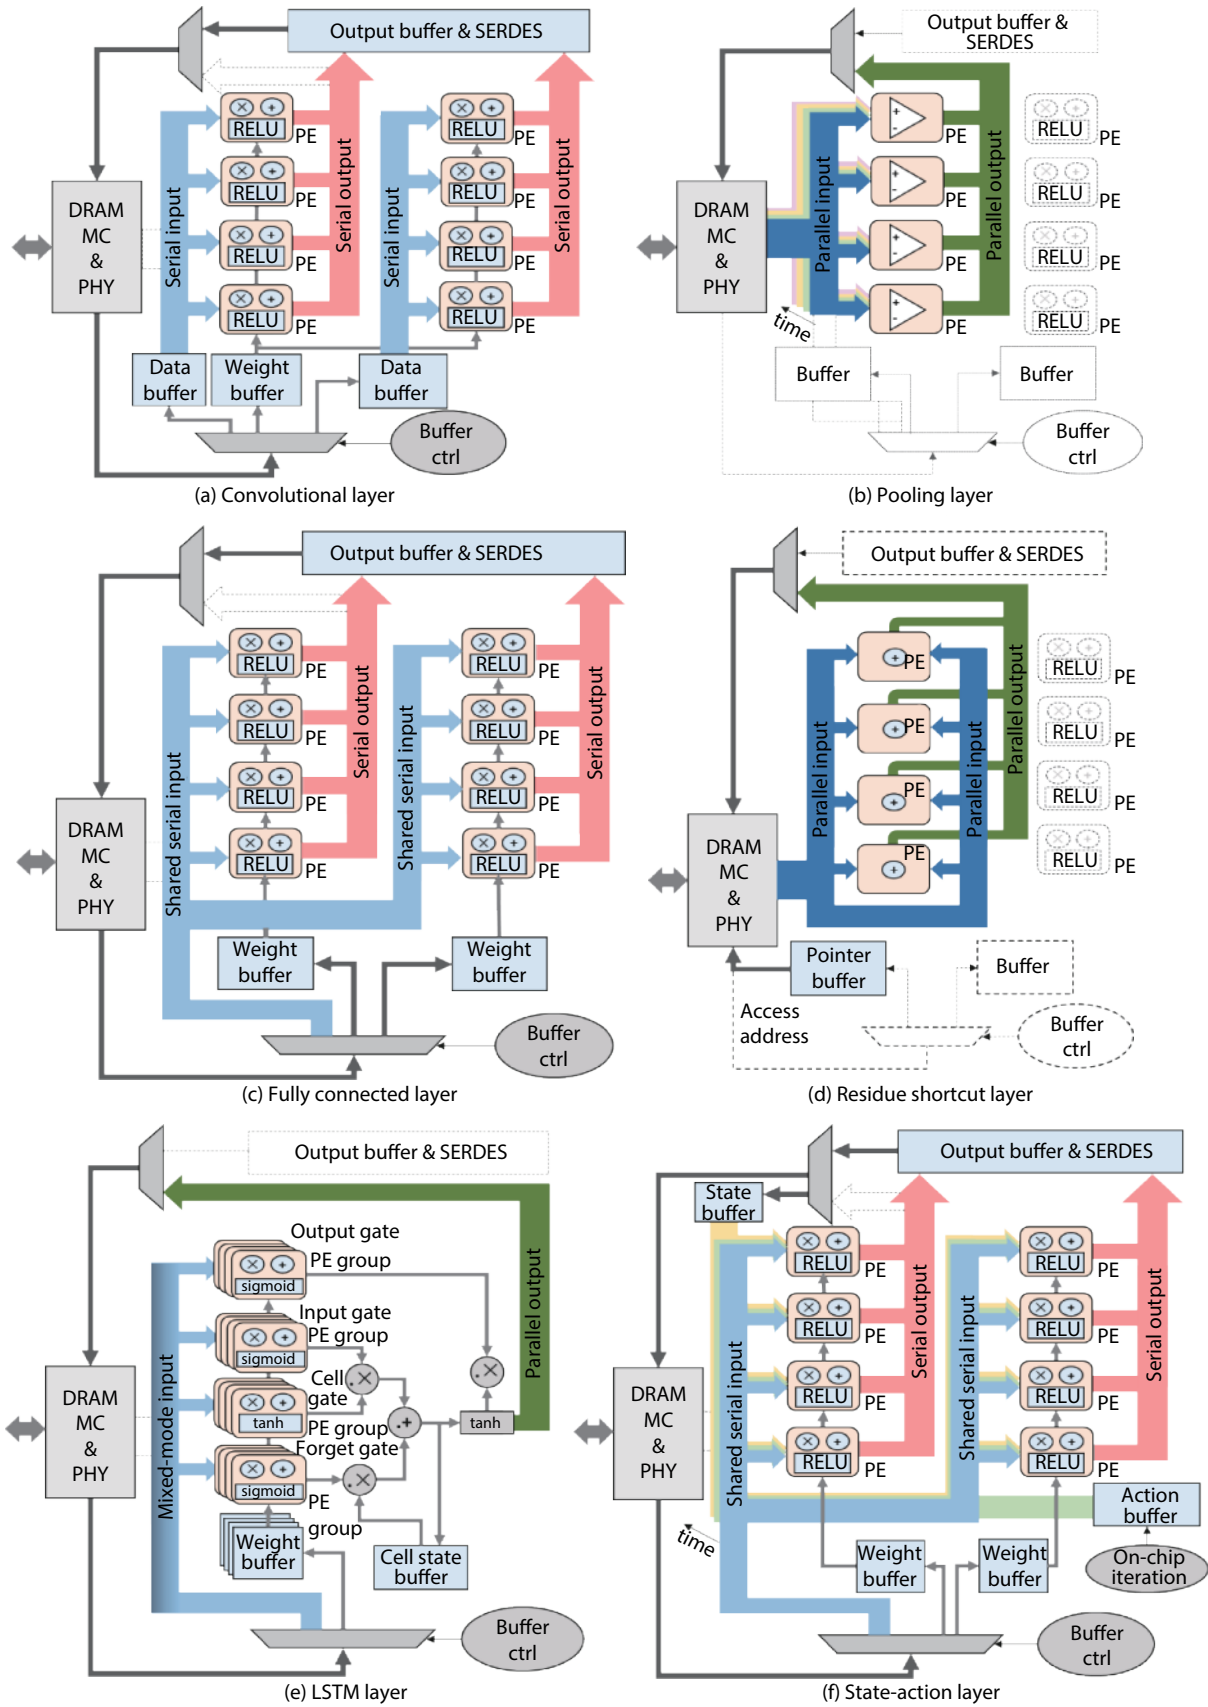 Output buffer & SERDES
RELU
PE
RELU
PE
RELU
PE
RELU
PE
Serial input
Serial output
RELU
PE
RELU
PE
RELU
PE
RELU
PE
Serial input
Serial output
DRAM
MC
&
PHY
Data
buffer
Weight
buffer
Data
buffer
Buffer
ctrl
(a) Convolutional layer
Output buffer &
SERDES
+
-
+
-
+
-
+
-
Parallel input
Parallel output
RELU
PE
RELU
PE
RELU
PE
RELU
PE
DRAM
MC
&
PHY
time
Buffer
Buffer
Buffer
ctrl
(b) Pooling layer
Output buffer & SERDES
RELU
PE
RELU
PE
RELU
PE
RELU
PE
Shared serial input
Serial output
RELU
PE
RELU
PE
RELU
PE
RELU
PE
Shared serial input
Serial output
DRAM
MC
&
PHY
Weight
buffer
Weight
buffer
Buffer
ctrl
(c) Fully connected layer
Output buffer & SERDES
PE
PE
PE
PE
Parallel input
Parallel input
Parallel output
RELU
PE
RELU
PE
RELU
PE
RELU
PE
DRAM
MC
&
PHY
Pointer
buffer
Buffer
Access
address
Buffer
ctrl
(d) Residue shortcut layer
Output buffer & SERDES
Output gate
PE group
sigmoid
Input gate
PE group
sigmoid
Cell
gate
tanh
PE group
Forget gate
sigmoid
PE
group
.×
.×
.+
.×
tanh
Mixed-mode input
Parallel output
DRAM
MC
&
PHY
Weight
buffer
Cell state
buffer
Buffer
ctrl
(e) LSTM layer
Output buffer & SERDES
State
buffer
RELU
PE
RELU
PE
RELU
PE
RELU
PE
Shared serial input
Serial output
RELU
PE
RELU
PE
RELU
PE
RELU
PE
Shared serial input
Serial output
DRAM
MC
&
PHY
time
Action
buffer
On-chip
iteration
Weight
buffer
Weight
buffer
Buffer
ctrl
(f) State-action layer